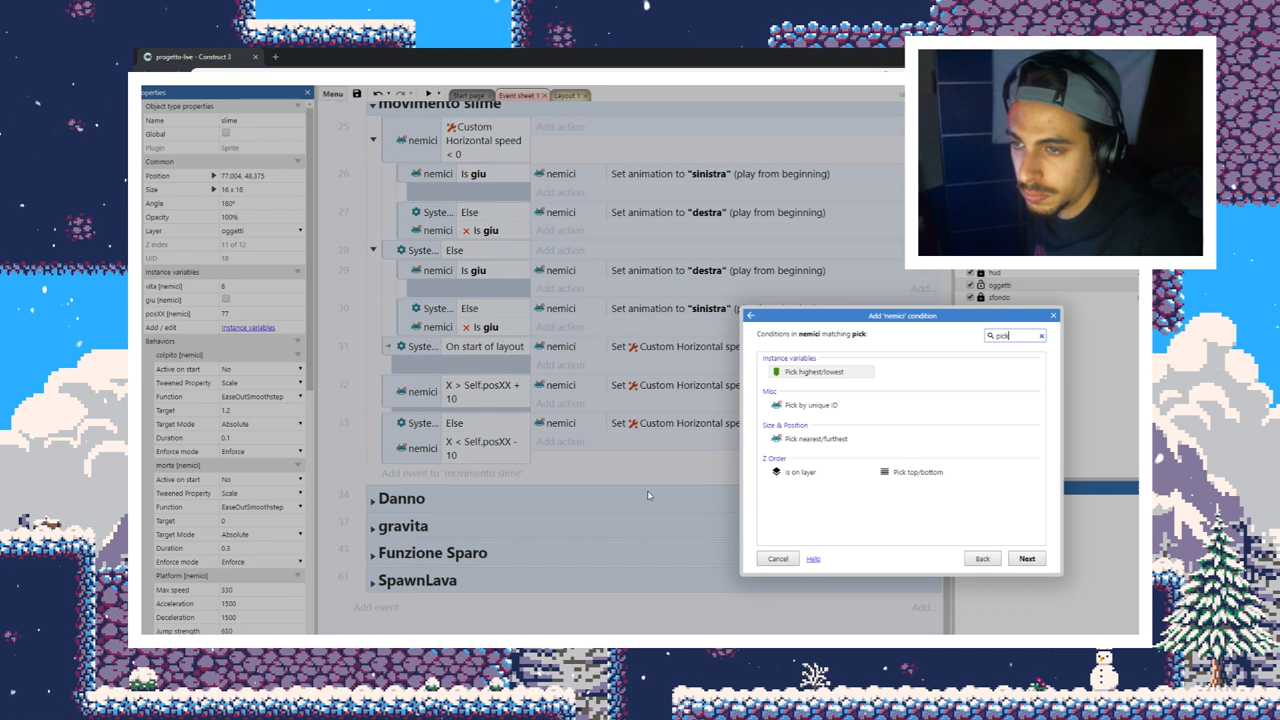 progetto-live - Construct 3
Menu
Start page
Event sheet 1
Layout 1
operties
Object type properties
Name slime
Global
Plugin Sprite
Common
Position 77.004, 48.375
Size 16 x 16
Angle 180°
Opacity 100%
Layer oggetti
Z index 11 of 12
UID 18
Instance variables
vita [nemici] 8
giu [nemici]
posXX [nemici] 77
Add / edit Instance variables
Behaviors
colpito [nemici]
Active on start No
Tweened Property Scale
Function EaseOutSmoothstep
Target 1.2
Target Mode Absolute
Duration 0.1
Enforce mode Enforce
morte [nemici]
Active on start No
Tweened Property Scale
Function EaseOutSmoothstep
Target 0
Target Mode Absolute
Duration 0.3
Enforce mode Enforce
Platform [nemici]
Max speed 330
Acceleration 1500
Deceleration 1500
Jump strength 650
movimento slime
25 nemici Custom Horizontal speed < 0 Add action
26 nemici Is giu nemici Set animation to "sinistra" (play from beginning)
Add action
27 Syste... Else nemici Set animation to "destra" (play from beginning)
nemici Is giu Add action
28 Syste... Else Add action
29 nemici Is giu nemici Set animation to "destra" (play from beginning)
Add action Add...
30 Syste... Else nemici Set animation to "sinistra" (p
nemici Is giu Add action
31 Syste... On start of layout nemici Set Custom Horizontal spe
Add action
32 nemici X > Self.posXX + 10 nemici Set Custom Horizontal spe
Add action
33 Syste... Else nemici Set Custom Horizontal spe
nemici X < Self.posXX - 10 Add action
Add event to 'movimento slime'
34 Danno
37 gravita
43 Funzione Sparo
61 SpawnLava
Add event Add...
hud
oggetti
sfondo
Add 'nemici' condition
Conditions in nemici matching pick:
pick
Instance variables
Pick highest/lowest
Misc
Pick by unique ID
Size & Position
Pick nearest/furthest
Z Order
Is on layer Pick top/bottom
Cancel Help Back Next